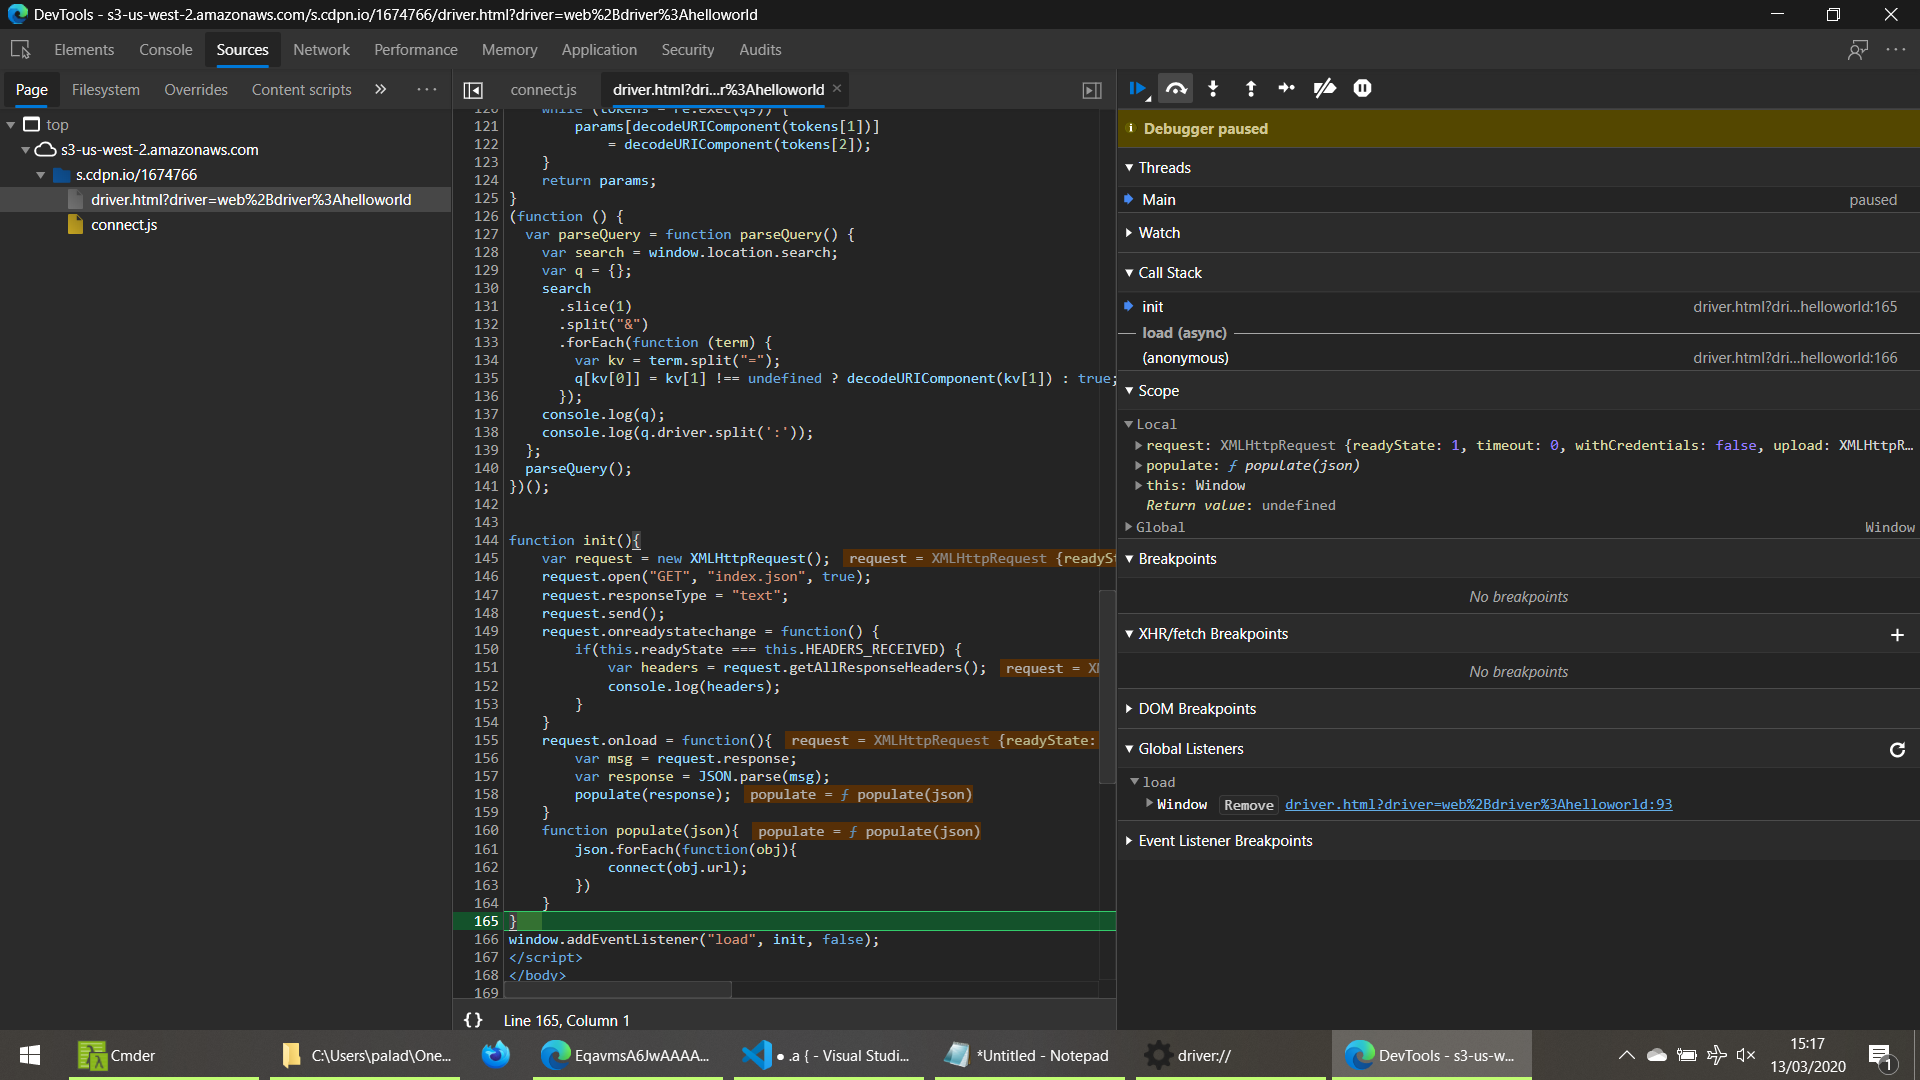 DevTools - s3-us-west-2.amazonaws.com/s.cdpn.io/1674766/driver.html?driver=web%2Bdriver%3Ahelloworld
Elements Console Sources Network Performance Memory Application Security Audits
Page Filesystem Overrides Content scripts » ···
top
s3-us-west-2.amazonaws.com
s.cdpn.io/1674766
driver.html?driver=web%2Bdriver%3Ahelloworld
connect.js
connect.js driver.html?dri...r%3Ahelloworld ×
120 while (tokens = re.exec(qs)) {
121 params[decodeURIComponent(tokens[1])]
122 = decodeURIComponent(tokens[2]);
123 }
124 return params;
125 }
126 (function () {
127 var parseQuery = function parseQuery() {
128 var search = window.location.search;
129 var q = {};
130 search
131 .slice(1)
132 .split("&")
133 .forEach(function (term) {
134 var kv = term.split("=");
135 q[kv[0]] = kv[1] !== undefined ? decodeURIComponent(kv[1]) : true;
136 });
137 console.log(q);
138 console.log(q.driver.split(':'));
139 };
140 parseQuery();
141 })();
142
143
144 function init(){
145 var request = new XMLHttpRequest(); request = XMLHttpRequest {readySt
146 request.open("GET", "index.json", true);
147 request.responseType = "text";
148 request.send();
149 request.onreadystatechange = function() {
150 if(this.readyState === this.HEADERS_RECEIVED) {
151 var headers = request.getAllResponseHeaders(); request = XM
152 console.log(headers);
153 }
154 }
155 request.onload = function(){ request = XMLHttpRequest {readyState:
156 var msg = request.response;
157 var response = JSON.parse(msg);
158 populate(response); populate = ƒ populate(json)
159 }
160 function populate(json){ populate = ƒ populate(json)
161 json.forEach(function(obj){
162 connect(obj.url);
163 })
164 }
165 }
166 window.addEventListener("load", init, false);
167 </script>
168 </body>
169
{} Line 165, Column 1
Debugger paused
Threads
Main paused
Watch
Call Stack
init driver.html?dri...helloworld:165
load (async)
(anonymous) driver.html?dri...helloworld:166
Scope
Local
request: XMLHttpRequest {readyState: 1, timeout: 0, withCredentials: false, upload: XMLHttpR...
populate: ƒ populate(json)
this: Window
Return value: undefined
Global Window
Breakpoints
No breakpoints
XHR/fetch Breakpoints +
No breakpoints
DOM Breakpoints
Global Listeners
load
Window Remove driver.html?driver=web%2Bdriver%3Ahelloworld:93
Event Listener Breakpoints
Cmder
C:\Users\palad\One...
EqavmsA6JwAAAA...
● .a { - Visual Studi...
*Untitled - Notepad
driver://
DevTools - s3-us-w...
15:17
13/03/2020
1